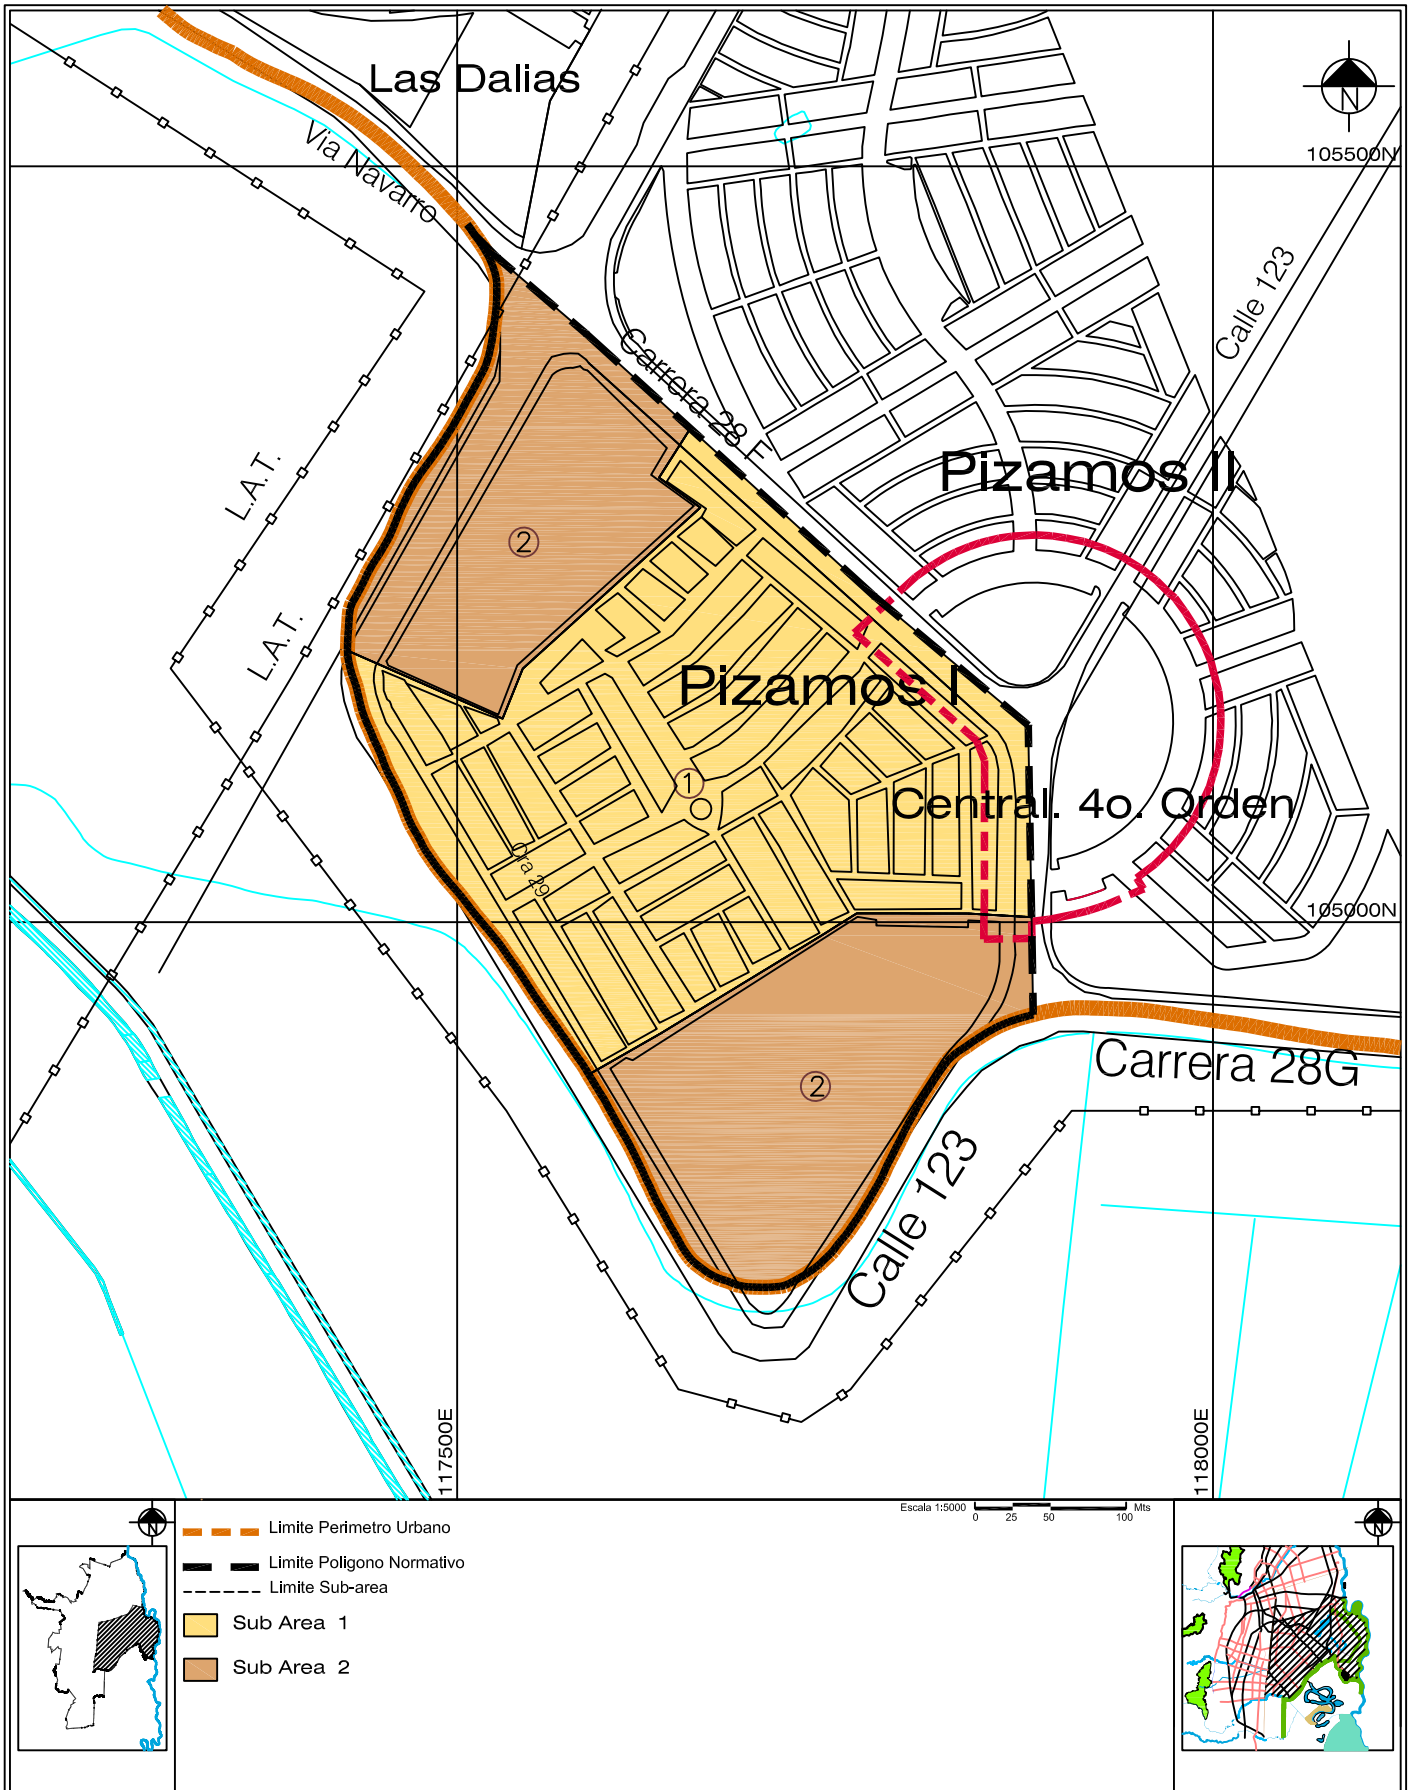 Las Dalias
N
105500N
Via Navarro
Calle 123
Carrera 28 F
Pizamos II
L.A.T.
2
L.A.T.
Pizamos I
1
Central. 4o. Orden
Cra 29
105000N
Carrera 28G
2
Calle 123
117500E
118000E
Escala 1:5000
0 25 50 100 Mts
N
Limite Perimetro Urbano
Limite Poligono Normativo
Limite Sub-area
Sub Area 1
Sub Area 2
N